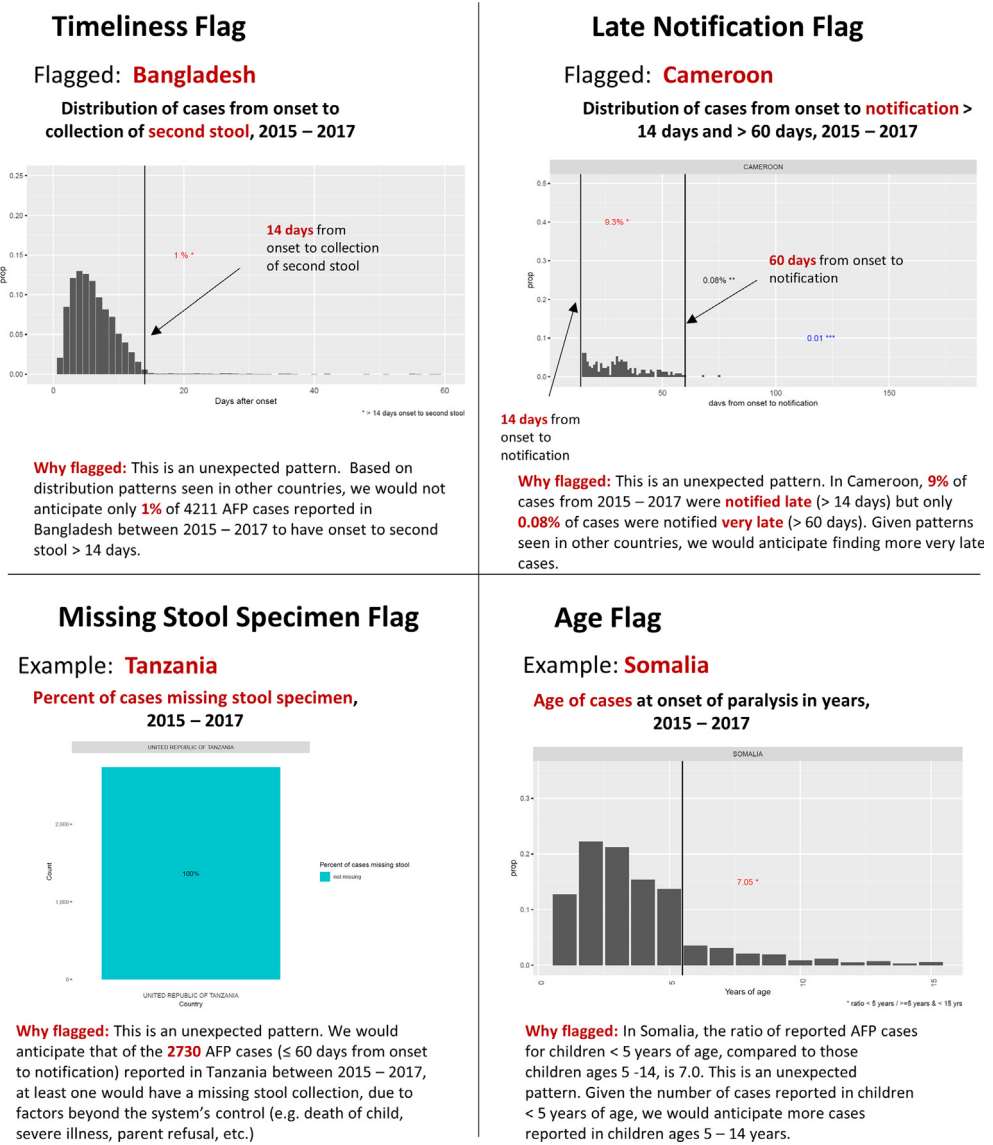 Timeliness Flag
Flagged: Bangladesh
Distribution of cases from onset to
collection of second stool, 2015 – 2017
0.25
0.20
0.15
0.10
0.05
0.00
prop
1 % *
14 days from
onset to collection
of second stool
0
20
40
60
Days after onset
* > 14 days onset to second stool
Why flagged: This is an unexpected pattern. Based on
distribution patterns seen in other countries, we would not
anticipate only 1% of 4211 AFP cases reported in
Bangladesh between 2015 – 2017 to have onset to second
stool > 14 days.
Late Notification Flag
Flagged: Cameroon
Distribution of cases from onset to notification >
14 days and > 60 days, 2015 – 2017
CAMEROON
0.5
0.4
0.3
0.2
0.1
0.0
prop
9.3% *
0.08% **
60 days from onset to
notification
0.01 ***
50
100
150
days from onset to notification
14 days from
onset to
notification
Why flagged: This is an unexpected pattern. In Cameroon, 9% of
cases from 2015 – 2017 were notified late (> 14 days) but only
0.08% of cases were notified very late (> 60 days). Given patterns
seen in other countries, we would anticipate finding more very late
cases.
Missing Stool Specimen Flag
Example: Tanzania
Percent of cases missing stool specimen,
2015 – 2017
UNITED REPUBLIC OF TANZANIA
2,000
1,000
0
Count
100%
Percent of cases missing stool
not missing
UNITED REPUBLIC OF TANZANIA
Country
Why flagged: This is an unexpected pattern. We would
anticipate that of the 2730 AFP cases (≤ 60 days from onset
to notification) reported in Tanzania between 2015 – 2017,
at least one would have a missing stool collection, due to
factors beyond the system's control (e.g. death of child,
severe illness, parent refusal, etc.)
Age Flag
Example: Somalia
Age of cases at onset of paralysis in years,
2015 – 2017
SOMALIA
0.3
0.2
0.1
0.0
prop
7.05 *
0
5
10
15
Years of age
* ratio < 5 years / >=5 years & < 15 yrs
Why flagged: In Somalia, the ratio of reported AFP cases
for children < 5 years of age, compared to those
children ages 5 -14, is 7.0. This is an unexpected
pattern. Given the number of cases reported in children
< 5 years of age, we would anticipate more cases
reported in children ages 5 – 14 years.